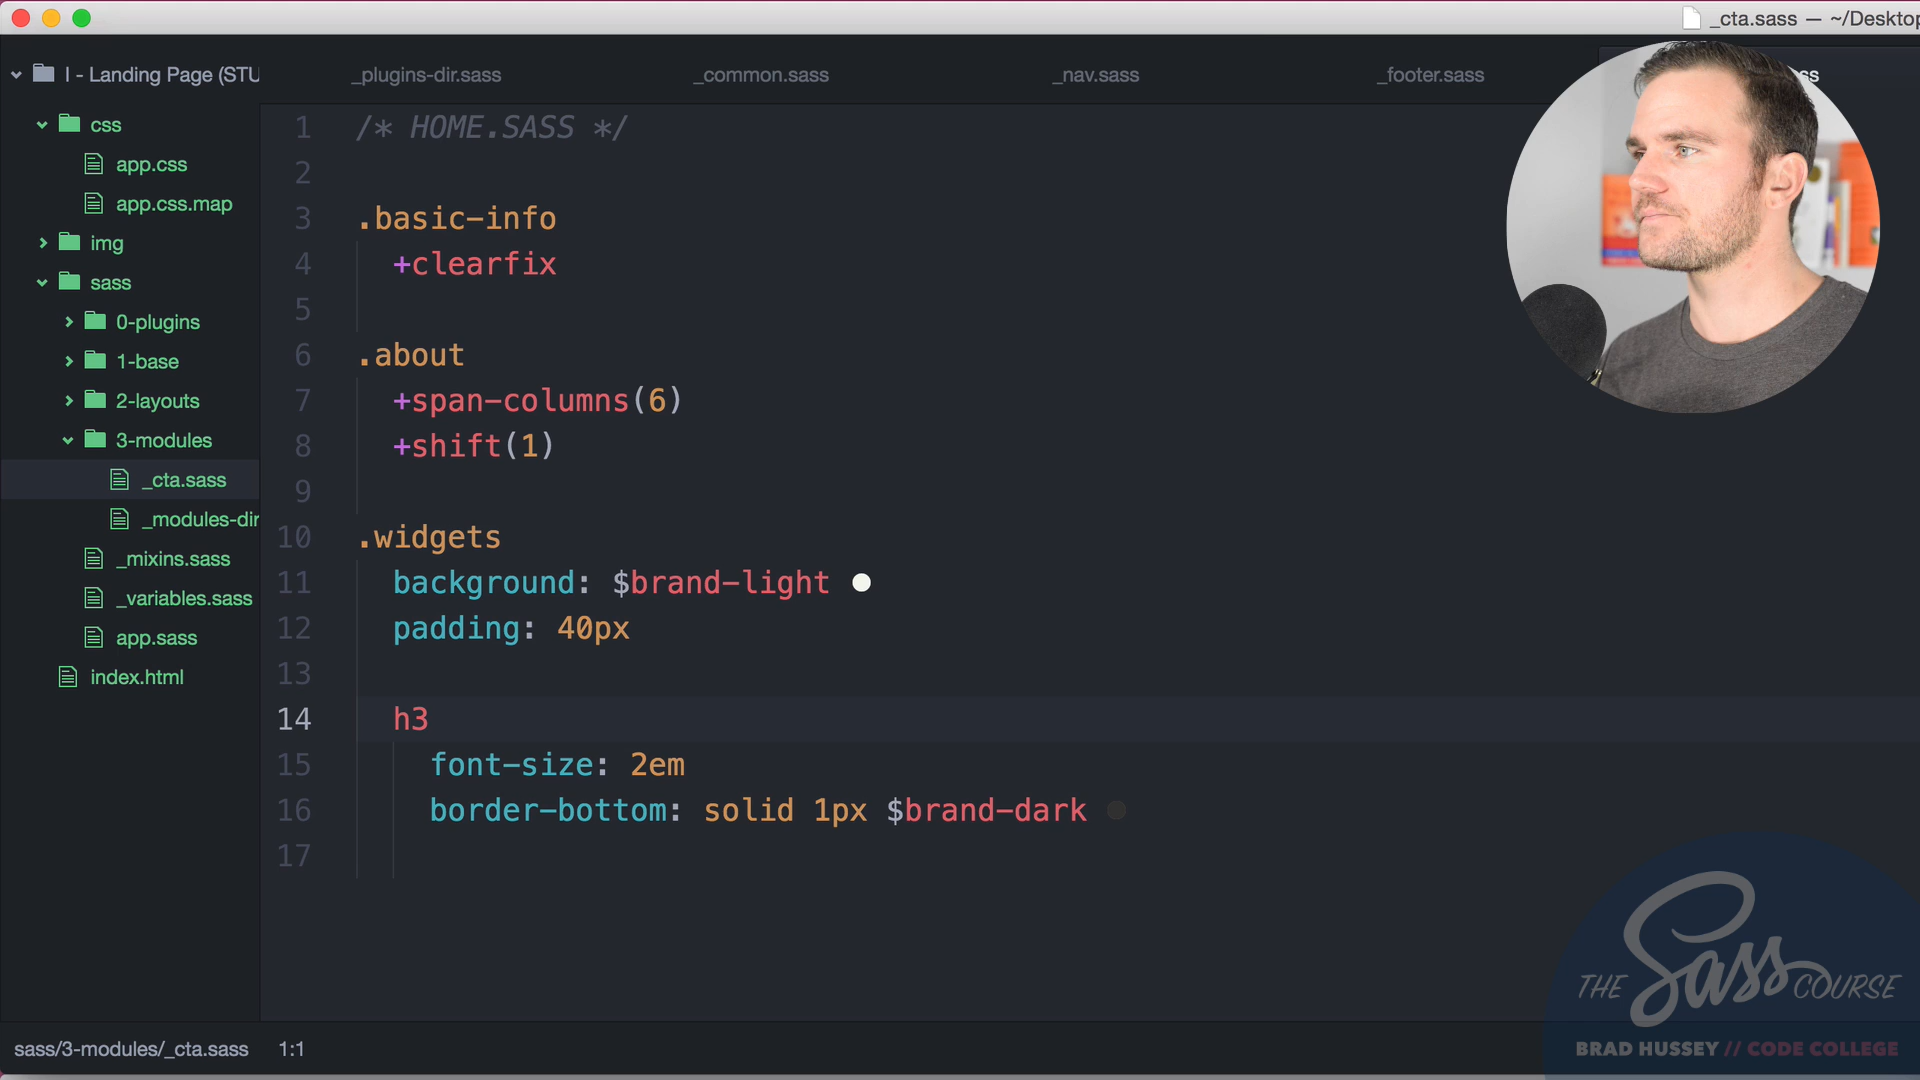 _cta.sass — ~/Desktop
I - Landing Page (STU
_plugins-dir.sass
_common.sass
_nav.sass
_footer.sass
ss
css
app.css
app.css.map
img
sass
0-plugins
1-base
2-layouts
3-modules
_cta.sass
_modules-dir
_mixins.sass
_variables.sass
app.sass
index.html
1 /* HOME.SASS */
2
3 .basic-info
4 +clearfix
5
6 .about
7 +span-columns(6)
8 +shift(1)
9
10 .widgets
11 background: $brand-light
12 padding: 40px
13
14 h3
15 font-size: 2em
16 border-bottom: solid 1px $brand-dark
17
THE Sass COURSE
BRAD HUSSEY // CODE COLLEGE
sass/3-modules/_cta.sass 1:1